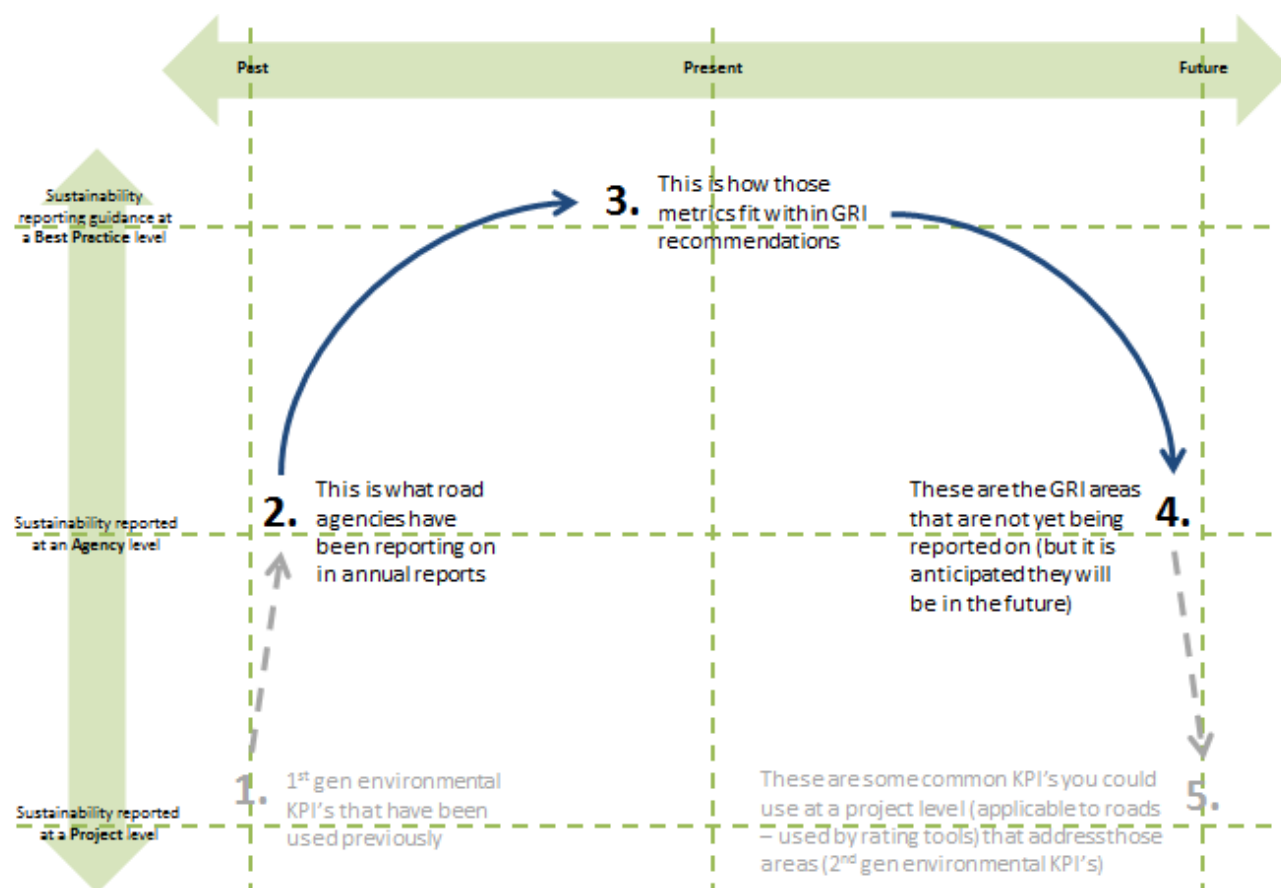 Past
Present
Future
Sustainability
reporting guidance at
a Best Practice level
3.
This is how those
metrics fit within GRI
recommendations
Sustainability reported
at an Agency level
2.
This is what road
agencies have
been reporting on
in annual reports
These are the GRI areas
that are not yet being
reported on (but it is
anticipated they will
be in the future)
4.
Sustainability reported
at a Project level
1.
1st gen environmental
KPI's that have been
used previously
These are some common KPI's you could
use at a project level (applicable to roads
– used by rating tools) that address those
areas (2nd gen environmental KPI's)
5.